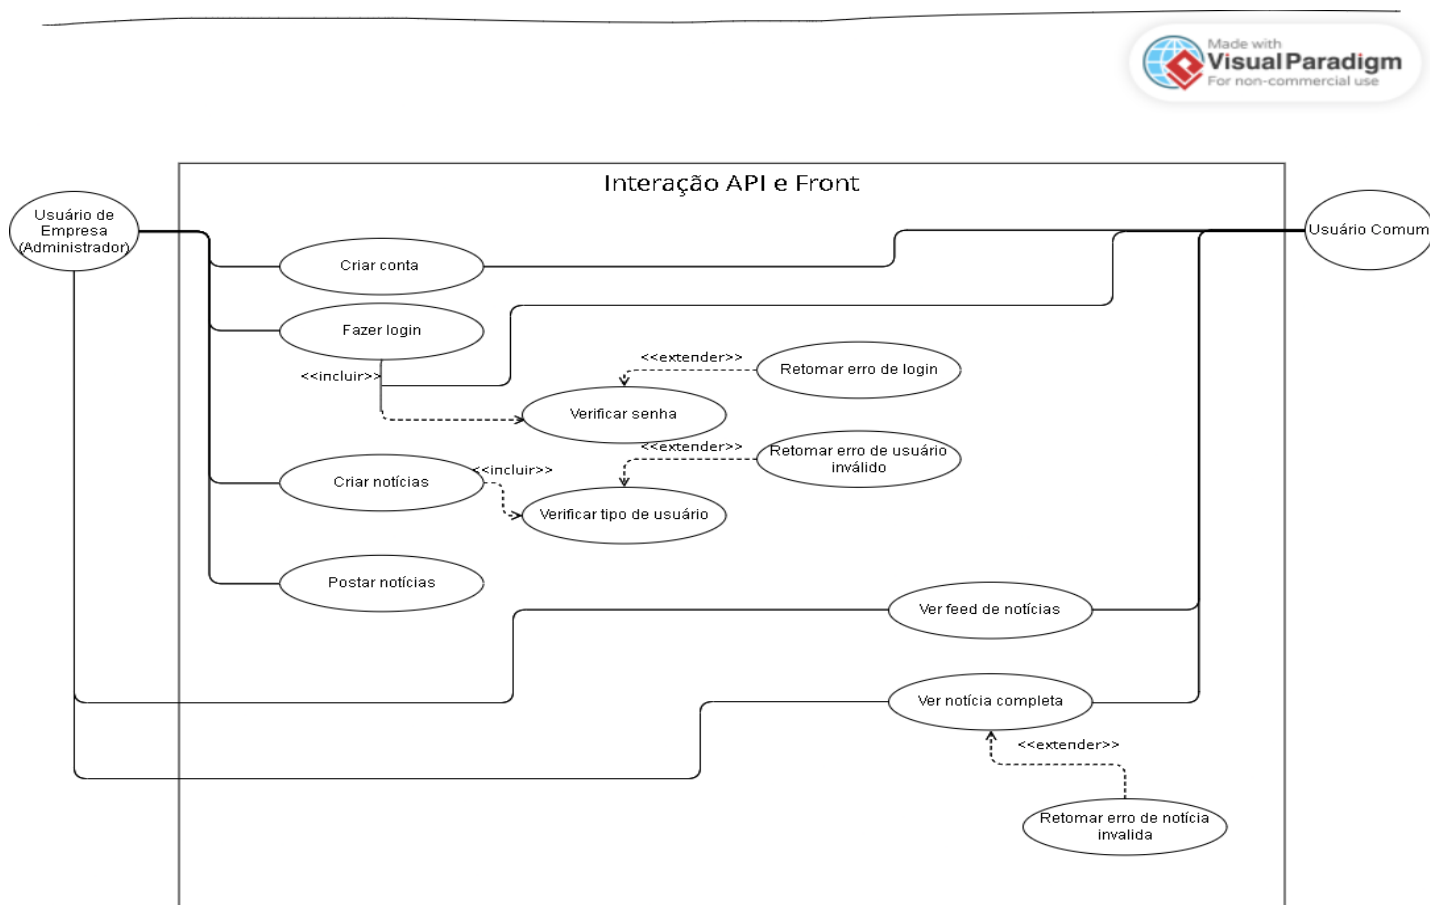 Made with
Visual Paradigm
For non-commercial use
Interação API e Front
Usuário de
Empresa
(Administrador)
Usuário Comum
Criar conta
Fazer login
<<incluir>>
<<extender>>
Retomar erro de login
Verificar senha
<<extender>>
Retomar erro de usuário
inválido
Criar notícias
<<incluir>>
Verificar tipo de usuário
Postar notícias
Ver feed de notícias
Ver notícia completa
<<extender>>
Retomar erro de notícia
invalida